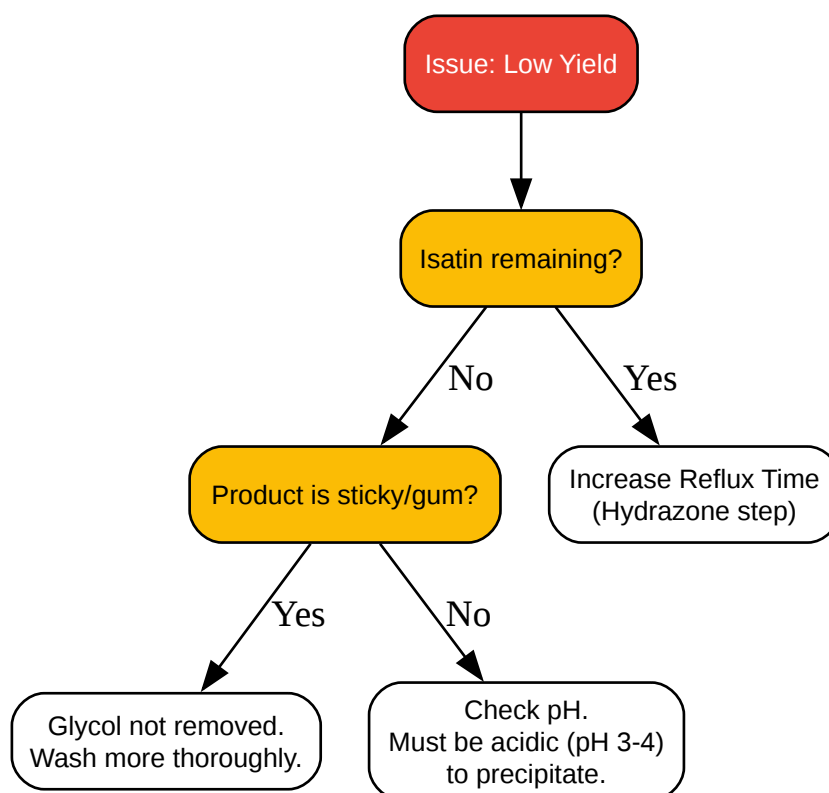 Issue: Low Yield
Isatin remaining?
No
Yes
Product is sticky/gum?
Increase Reflux Time
(Hydrazone step)
Yes
No
Glycol not removed.
Wash more thoroughly.
Check pH.
Must be acidic (pH 3-4)
to precipitate.